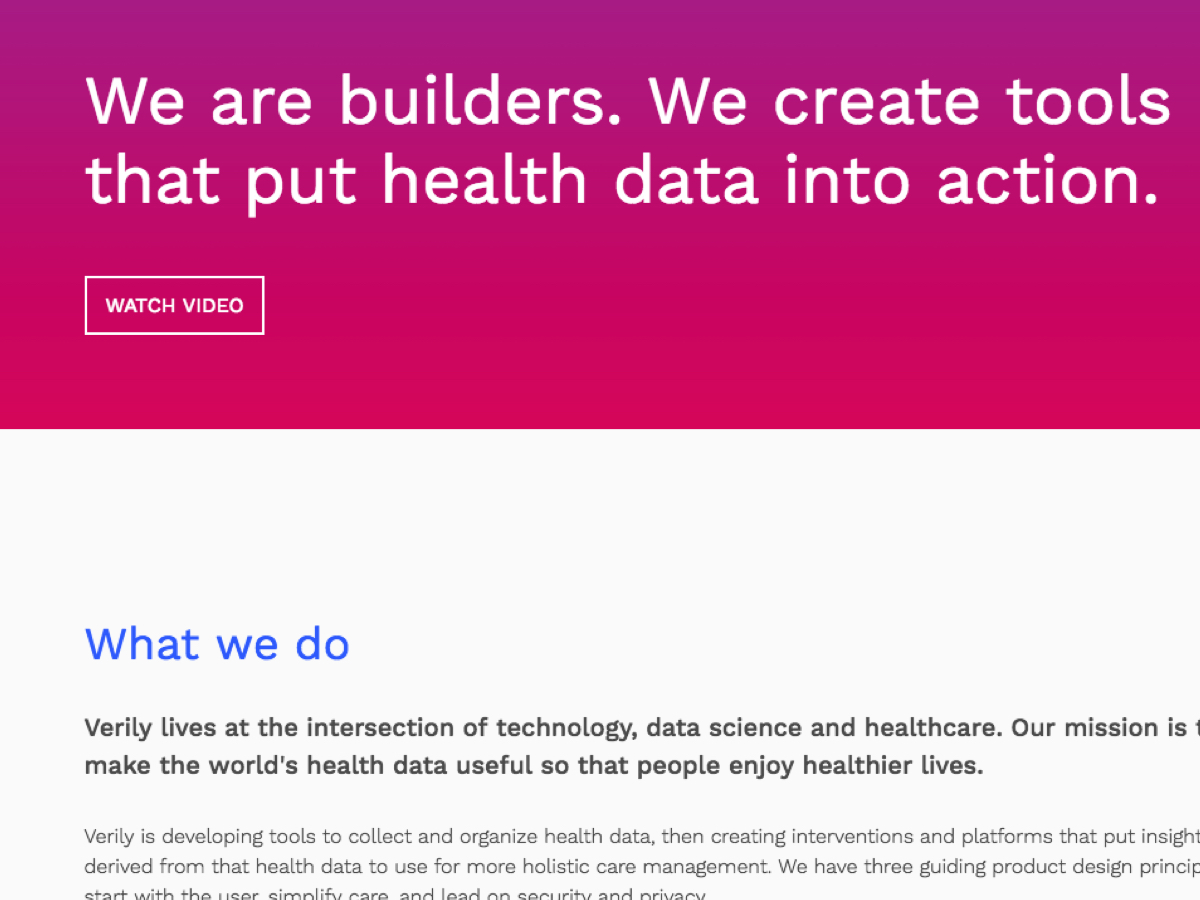 We are builders. We create tools
that put health data into action.
WATCH VIDEO
What we do
Verily lives at the intersection of technology, data science and healthcare. Our mission is
make the world's health data useful so that people enjoy healthier lives.
Verily is developing tools to collect and organize health data, then creating interventions and platforms that put insight
derived from that health data to use for more holistic care management. We have three guiding product design princip
start with the user, simplify care, and lead on security and privacy.